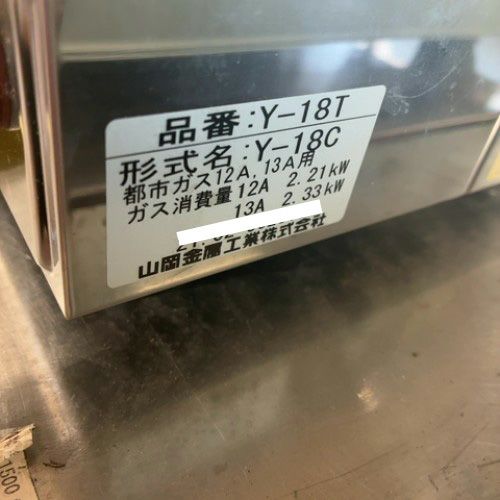 品番:Y-18T
形式名:Y-18C
都市ガス12A,13A用
ガス消費量12A 2.21kW
13A 2.33kW
山岡金属工業株式会社
1500